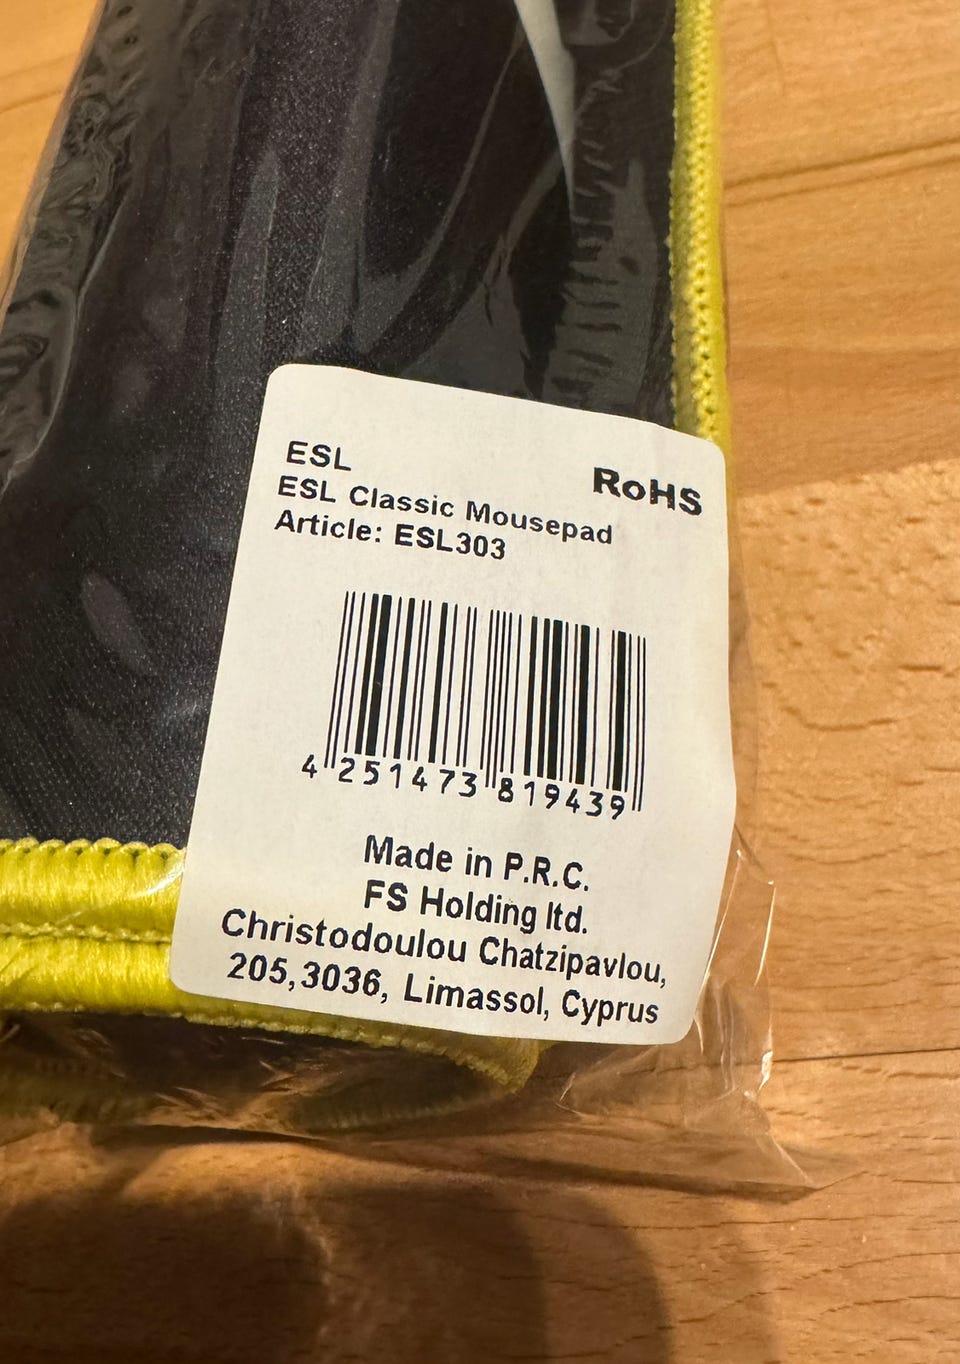 ESL
RoHS
ESL Classic Mousepad
Article: ESL303
4 251473 819439
Made in P.R.C.
FS Holding ltd.
Christodoulou Chatzipavlou,
205,3036, Limassol, Cyprus